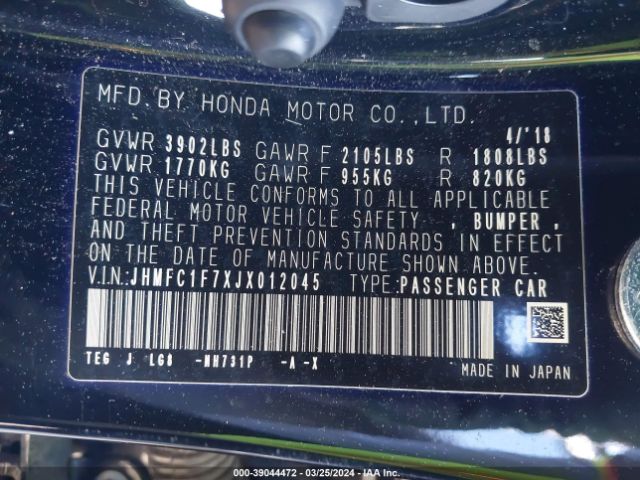 MFD. BY HONDA MOTOR CO.,LTD.
4/'18
GVWR 3902LBS GAWR F 2105LBS R 1808LBS
GVWR 1770KG GAWR F 955KG R 820KG
THIS VEHICLE CONFORMS TO ALL APPLICABLE
FEDERAL MOTOR VEHICLE SAFETY, , BUMPER ,
AND THEFT PREVENTION STANDARDS IN EFFECT
ON THE DATE OF MANUFACTURE SHOWN ABOVE.
V.IN:JHMFC1F7XJX012045 TYPE:PASSENGER CAR
TEG J LG8 -NH731P -A -X
MADE IN JAPAN
000-39044472 — 03/25/2024 — IAA Inc.